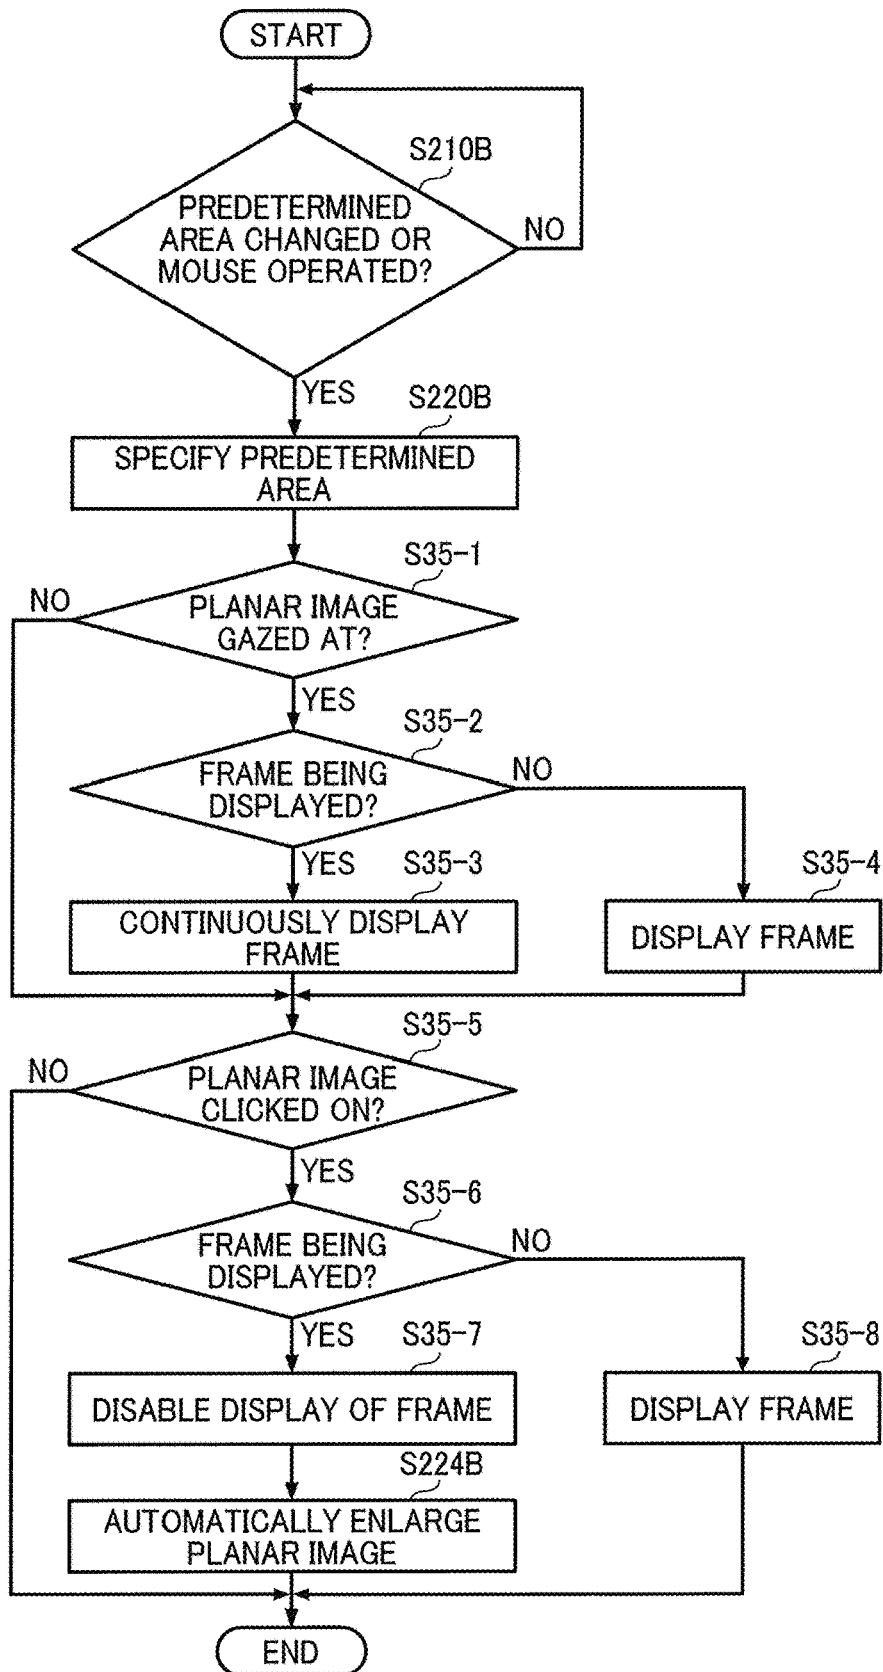 START
S210B
PREDETERMINED
AREA CHANGED OR
MOUSE OPERATED?
NO
YES
S220B
SPECIFY PREDETERMINED
AREA
S35-1
NO
PLANAR IMAGE
GAZED AT?
YES
S35-2
FRAME BEING
DISPLAYED?
NO
YES
S35-3
S35-4
CONTINUOUSLY DISPLAY
FRAME
DISPLAY FRAME
S35-5
NO
PLANAR IMAGE
CLICKED ON?
YES
S35-6
FRAME BEING
DISPLAYED?
NO
YES
S35-7
S35-8
DISABLE DISPLAY OF FRAME
DISPLAY FRAME
S224B
AUTOMATICALLY ENLARGE
PLANAR IMAGE
END